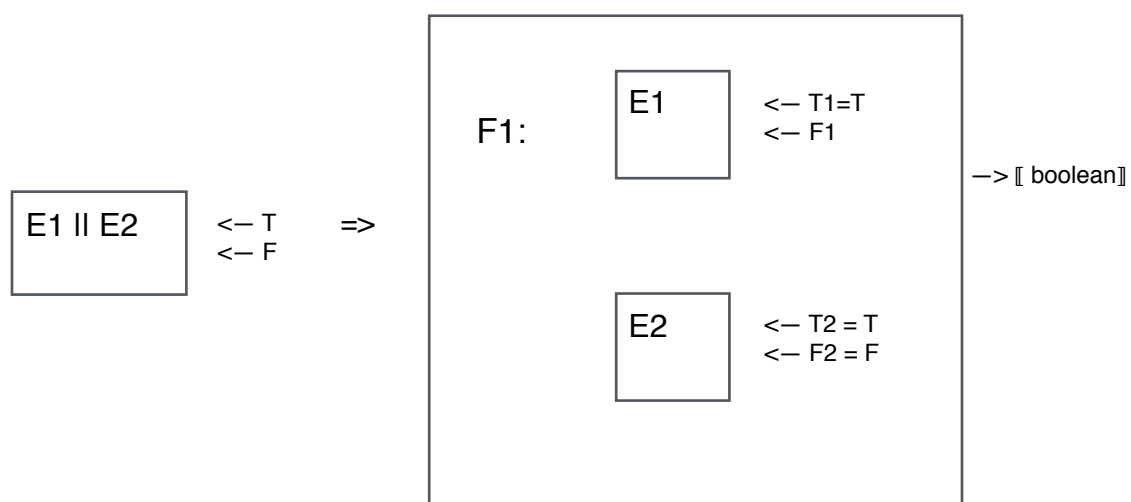 E1 || E2
<— T
<— F
=>
F1:
E1
<— T1=T
<— F1
E2
<— T2 = T
<— F2 = F
—> ⟦ boolean⟧